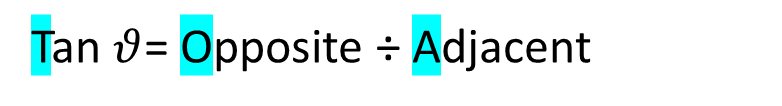 Tan 𝜗= Opposite ÷ Adjacent